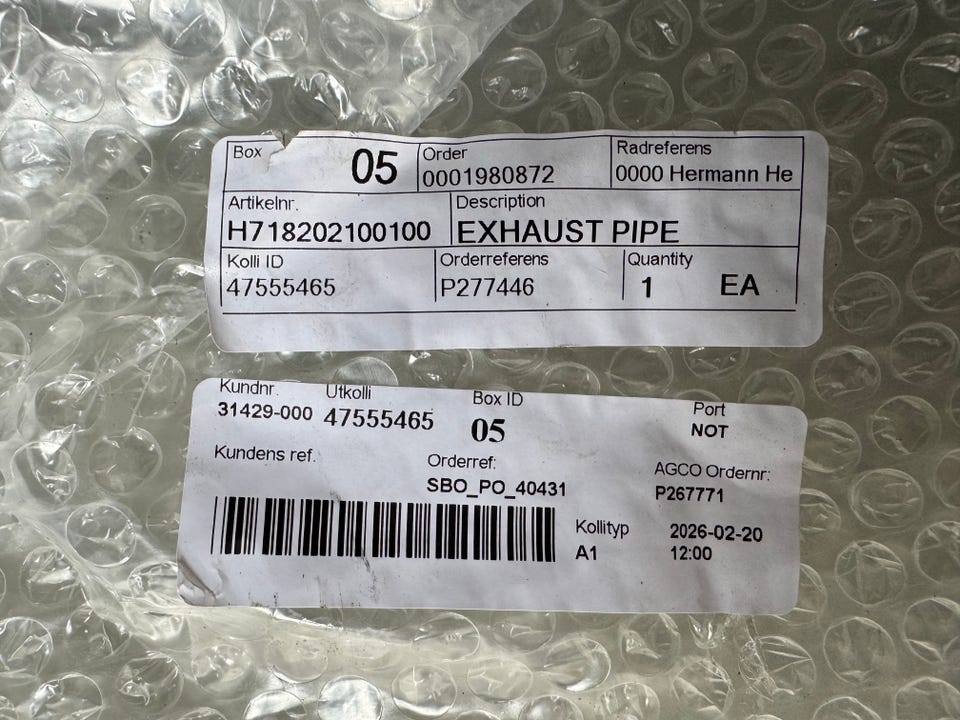 Box 05 Order 0001980872 Radreferens 0000 Hermann He
Artikelnr. H718202100100 Description EXHAUST PIPE
Kolli ID 47555465 Orderreferens P277446 Quantity 1 EA
Kundnr. Utkolli Box ID Port
31429-000 47555465 05 NOT
Kundens ref. Orderref: AGCO Ordernr:
SBO_PO_40431 P267771
Kollityp 2026-02-20
A1 12:00